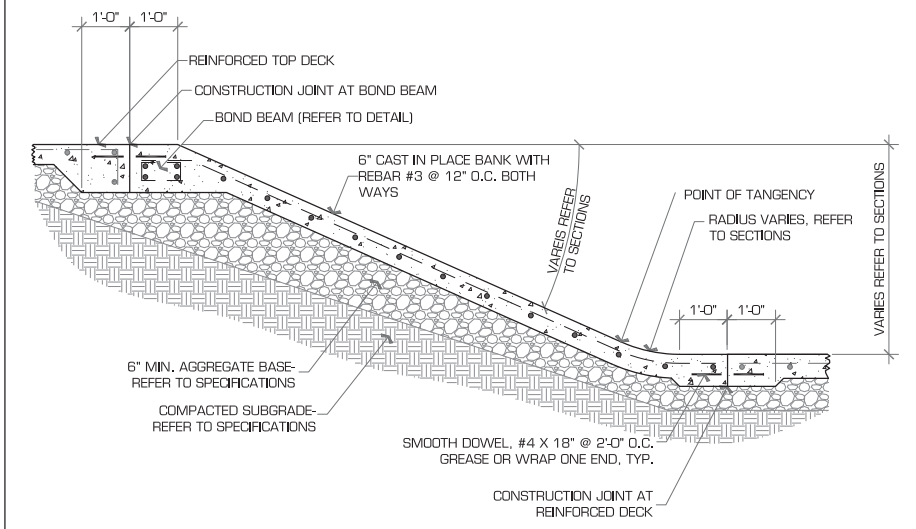 1'-0" 1'-0"
REINFORCED TOP DECK
CONSTRUCTION JOINT AT BOND BEAM
BOND BEAM (REFER TO DETAIL)
6" CAST IN PLACE BANK WITH
REBAR #3 @ 12" O.C. BOTH
WAYS
VAREIS REFER
TO SECTIONS
POINT OF TANGENCY
RADIUS VARIES, REFER
TO SECTIONS
VARIES REFER TO SECTIONS
1'-0" 1'-0"
6" MIN. AGGREGATE BASE-
REFER TO SPECIFICATIONS
COMPACTED SUBGRADE-
REFER TO SPECIFICATIONS
SMOOTH DOWEL, #4 X 18" @ 2'-0" O.C.
GREASE OR WRAP ONE END, TYP.
CONSTRUCTION JOINT AT
REINFORCED DECK